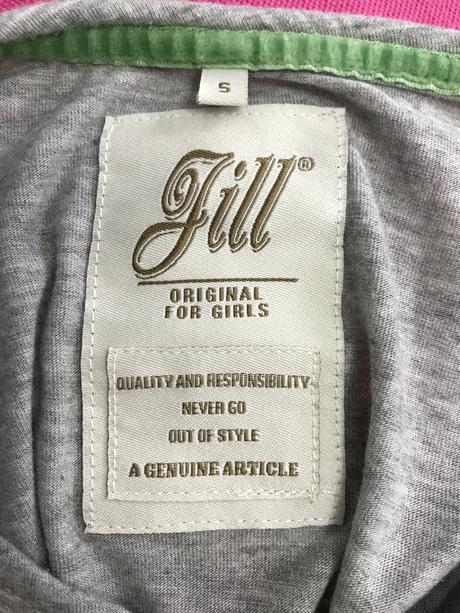 S
Jill®
ORIGINAL
FOR GIRLS
QUALITY AND RESPONSIBILITY
NEVER GO
OUT OF STYLE
A GENUINE ARTICLE